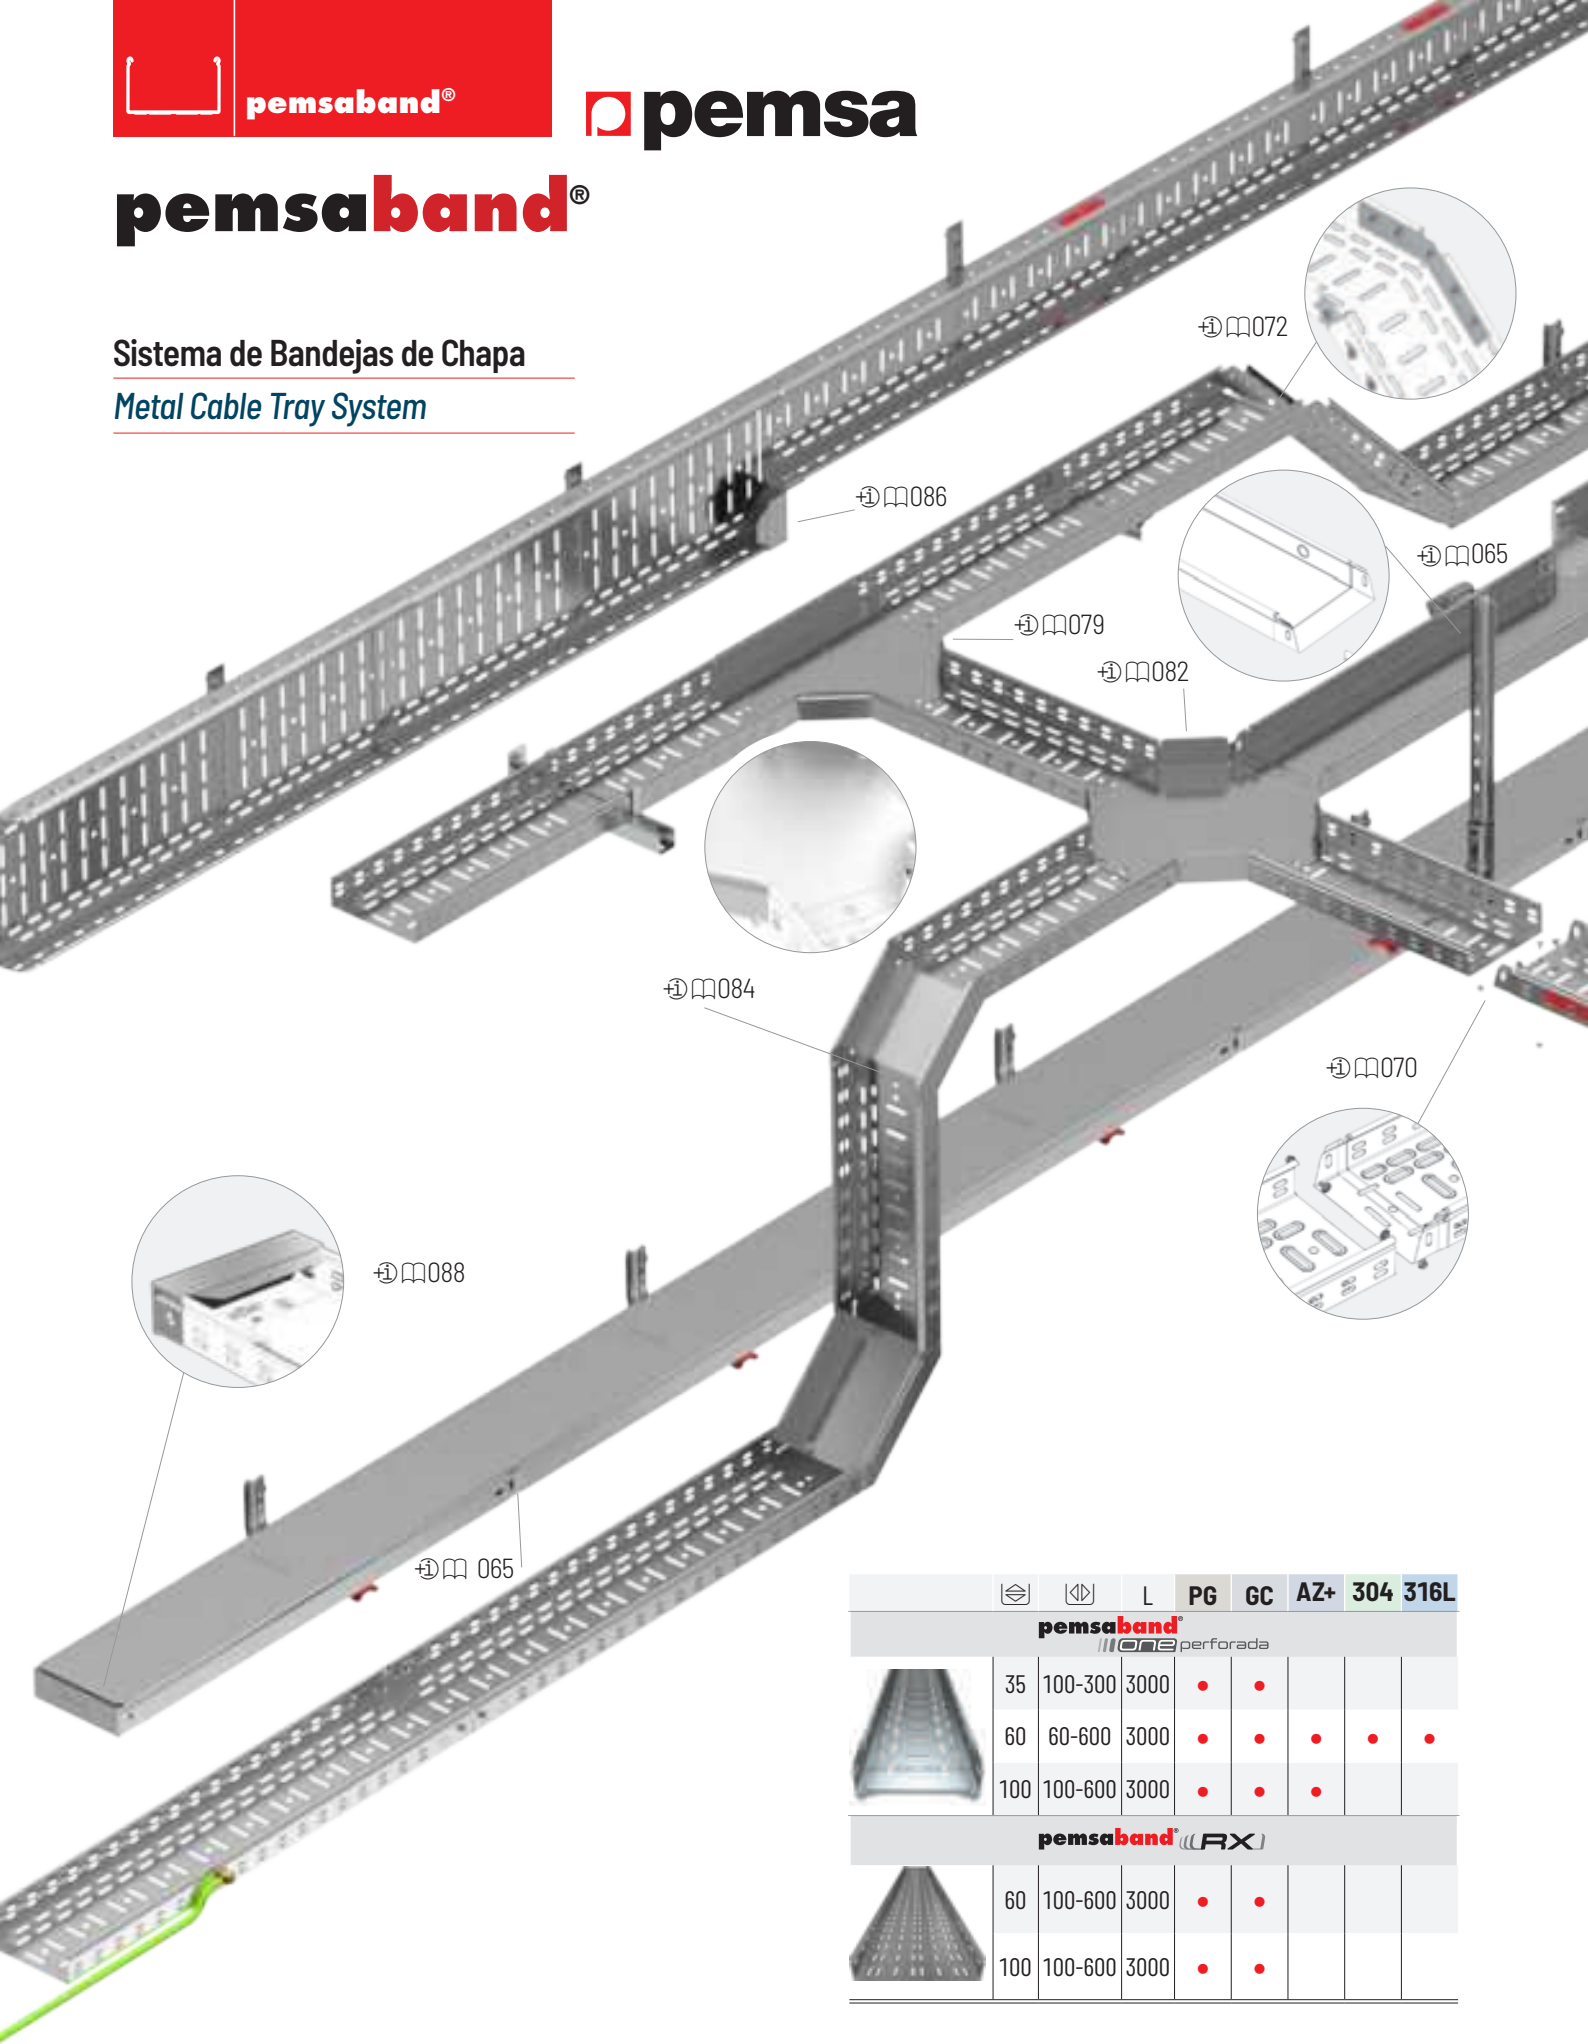 pemsaband®
pemsa
pemsaband®
Sistema de Bandejas de Chapa
Metal Cable Tray System
+i 072
+i 086
+i 065
+i 079
+i 082
+i 084
+i 070
+i 088
+i 065
L PG GC AZ+ 304 316L
pemsaband®
one perforada
35 100-300 3000 • •
60 60-600 3000 • • • • •
100 100-600 3000 • • •
pemsaband® RX
60 100-600 3000 • •
100 100-600 3000 • •